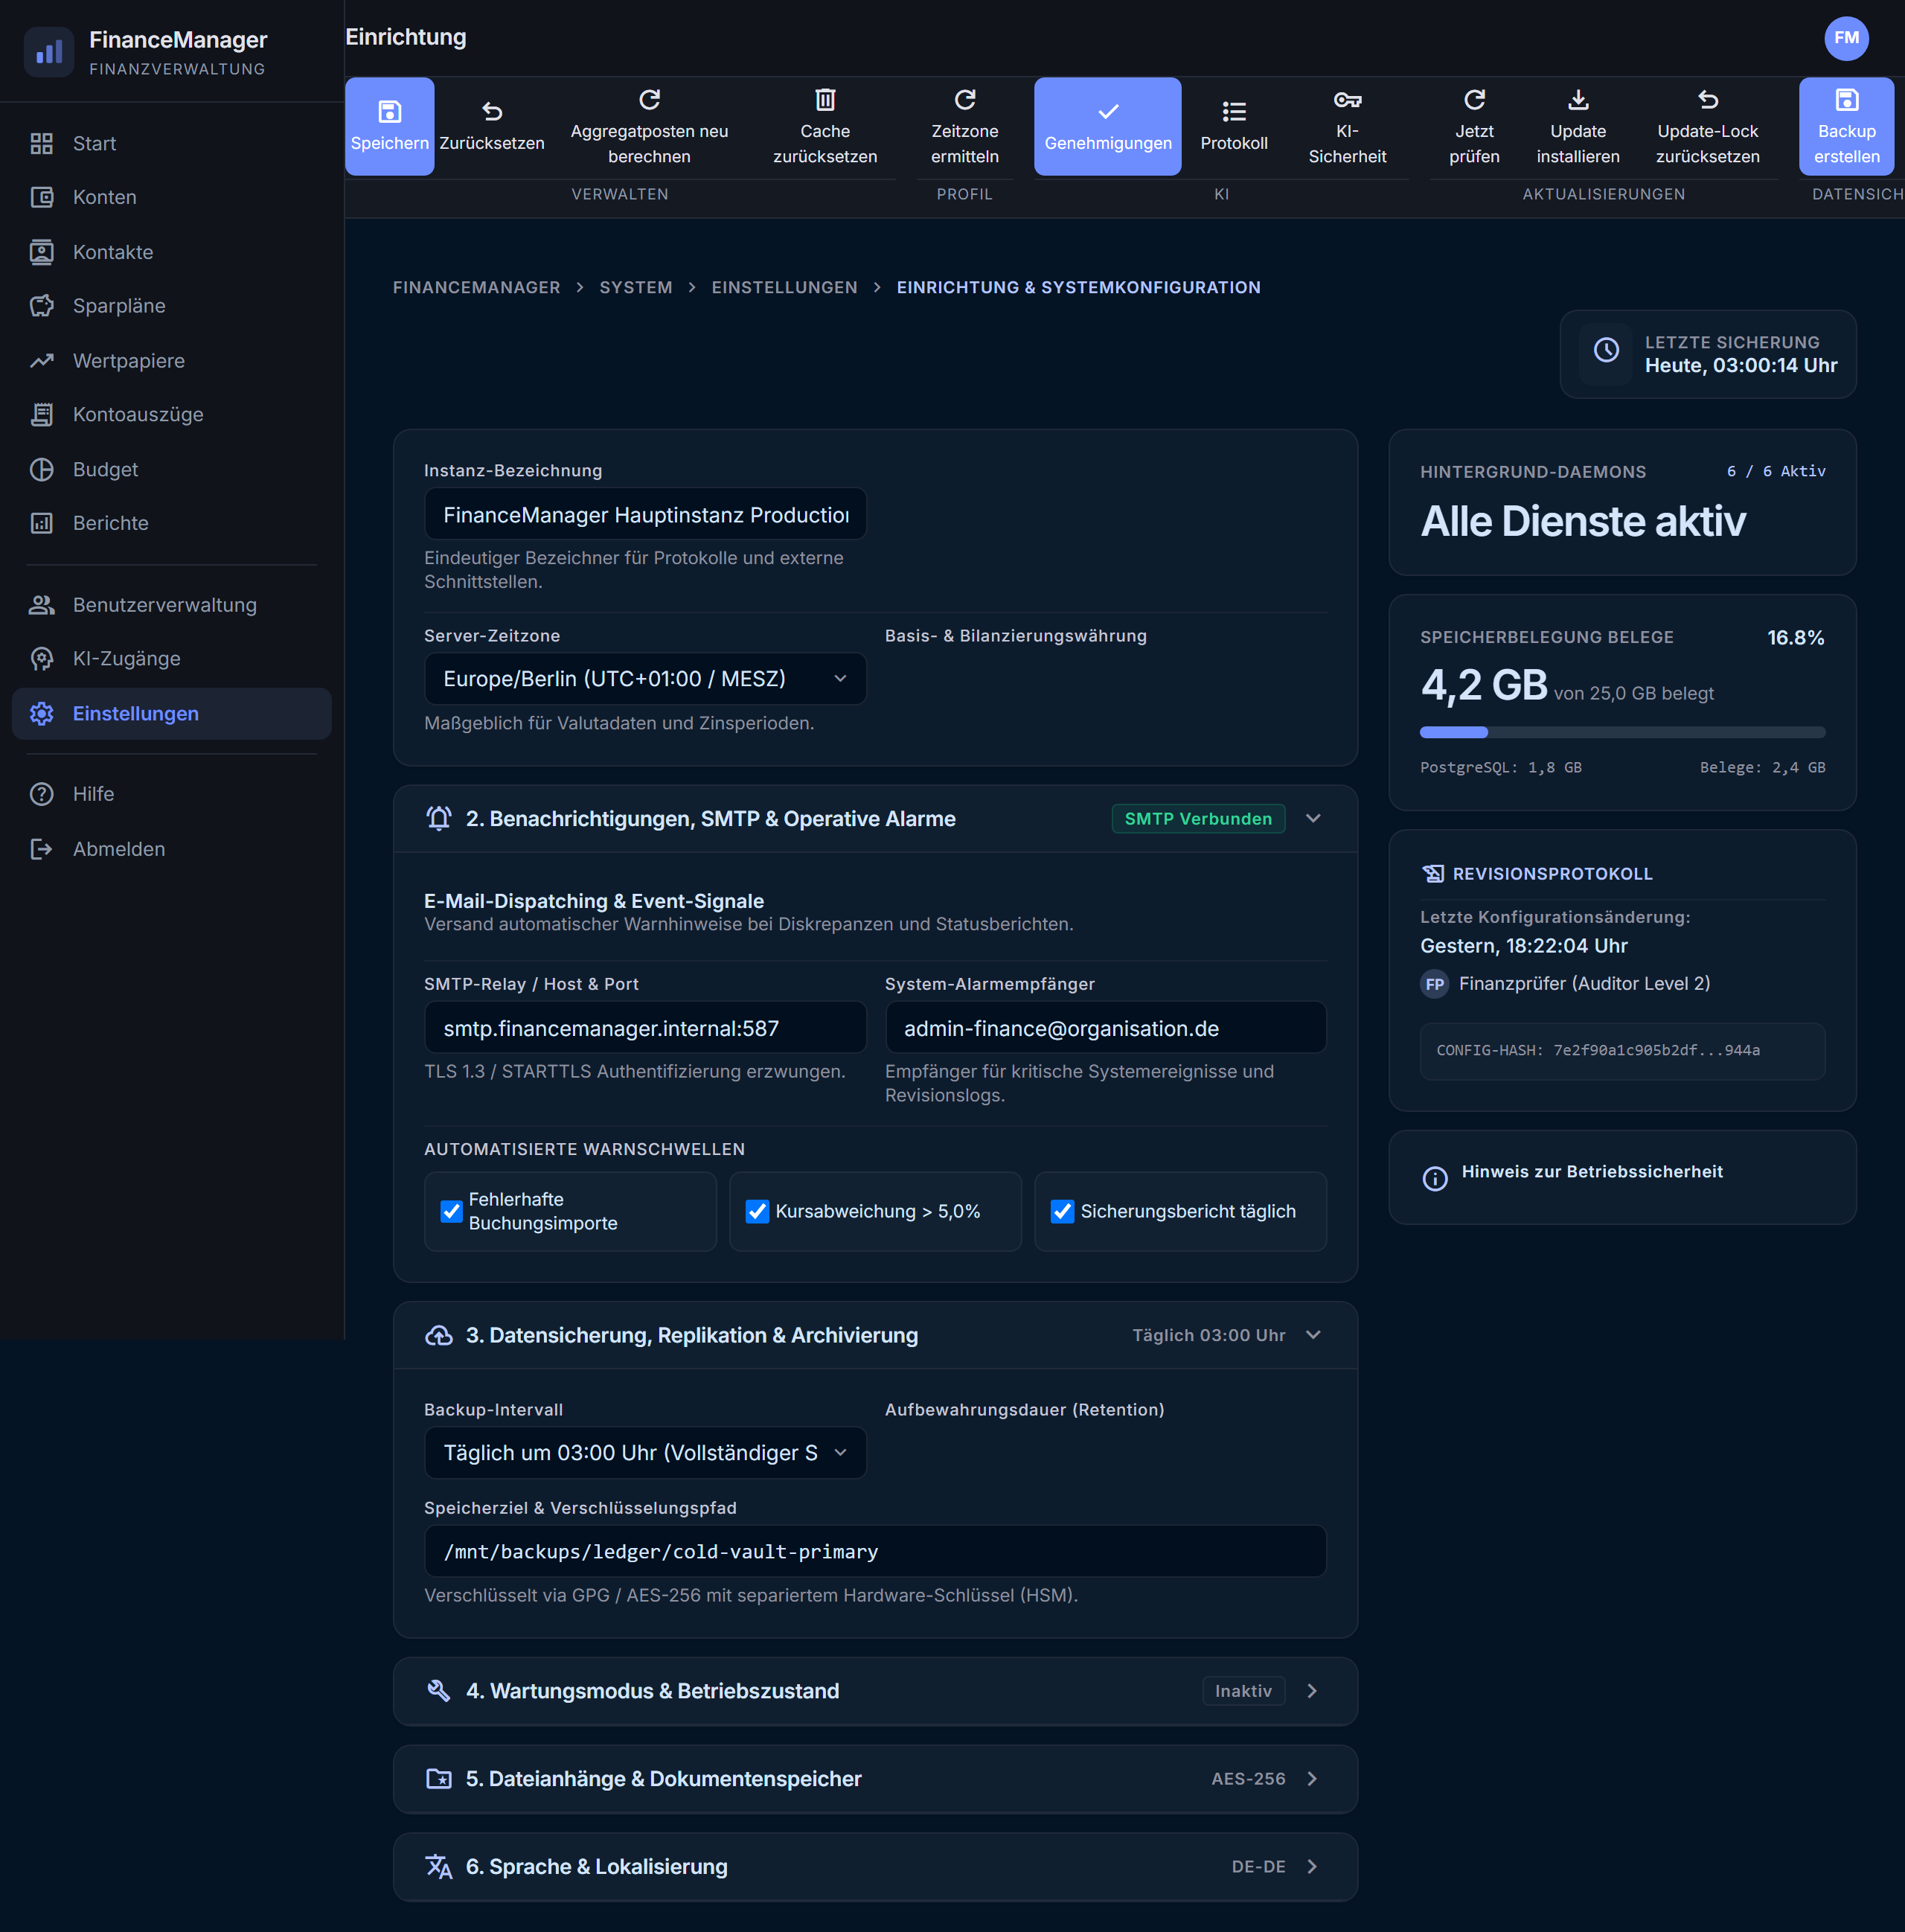 FinanceManager
FINANZVERWALTUNG
Start
Konten
Kontakte
Sparpläne
Wertpapiere
Kontoauszüge
Budget
Berichte
Benutzerverwaltung
KI-Zugänge
Einstellungen
Hilfe
Abmelden
Einrichtung
FM
Speichern
Zurücksetzen
Aggregatposten neu
berechnen
Cache
zurücksetzen
VERWALTEN
Zeitzone
ermitteln
PROFIL
Genehmigungen
Protokoll
KI-
Sicherheit
KI
Jetzt
prüfen
Update
installieren
Update-Lock
zurücksetzen
AKTUALISIERUNGEN
Backup
erstellen
DATENSICH
FINANCEMANAGER > SYSTEM > EINSTELLUNGEN > EINRICHTUNG & SYSTEMKONFIGURATION
LETZTE SICHERUNG
Heute, 03:00:14 Uhr
Instanz-Bezeichnung
FinanceManager Hauptinstanz Production
Eindeutiger Bezeichner für Protokolle und externe
Schnittstellen.
Server-Zeitzone
Europe/Berlin (UTC+01:00 / MESZ)
Maßgeblich für Valutadaten und Zinsperioden.
Basis- & Bilanzierungswährung
2. Benachrichtigungen, SMTP & Operative Alarme
SMTP Verbunden
E-Mail-Dispatching & Event-Signale
Versand automatischer Warnhinweise bei Diskrepanzen und Statusberichten.
SMTP-Relay / Host & Port
smtp.financemanager.internal:587
TLS 1.3 / STARTTLS Authentifizierung erzwungen.
System-Alarmempfänger
admin-finance@organisation.de
Empfänger für kritische Systemereignisse und
Revisionslogs.
AUTOMATISIERTE WARNSCHWELLEN
Fehlerhafte
Buchungsimporte
Kursabweichung > 5,0%
Sicherungsbericht täglich
3. Datensicherung, Replikation & Archivierung
Täglich 03:00 Uhr
Backup-Intervall
Täglich um 03:00 Uhr (Vollständiger S
Aufbewahrungsdauer (Retention)
Speicherziel & Verschlüsselungspfad
/mnt/backups/ledger/cold-vault-primary
Verschlüsselt via GPG / AES-256 mit separiertem Hardware-Schlüssel (HSM).
4. Wartungsmodus & Betriebszustand
Inaktiv
5. Dateianhänge & Dokumentenspeicher
AES-256
6. Sprache & Lokalisierung
DE-DE
HINTERGRUND-DAEMONS
6 / 6 Aktiv
Alle Dienste aktiv
SPEICHERBELEGUNG BELEGE
16.8%
4,2 GB von 25,0 GB belegt
PostgreSQL: 1,8 GB
Belege: 2,4 GB
REVISIONSPROTOKOLL
Letzte Konfigurationsänderung:
Gestern, 18:22:04 Uhr
FP
Finanzprüfer (Auditor Level 2)
CONFIG-HASH: 7e2f90a1c905b2df...944a
Hinweis zur Betriebssicherheit